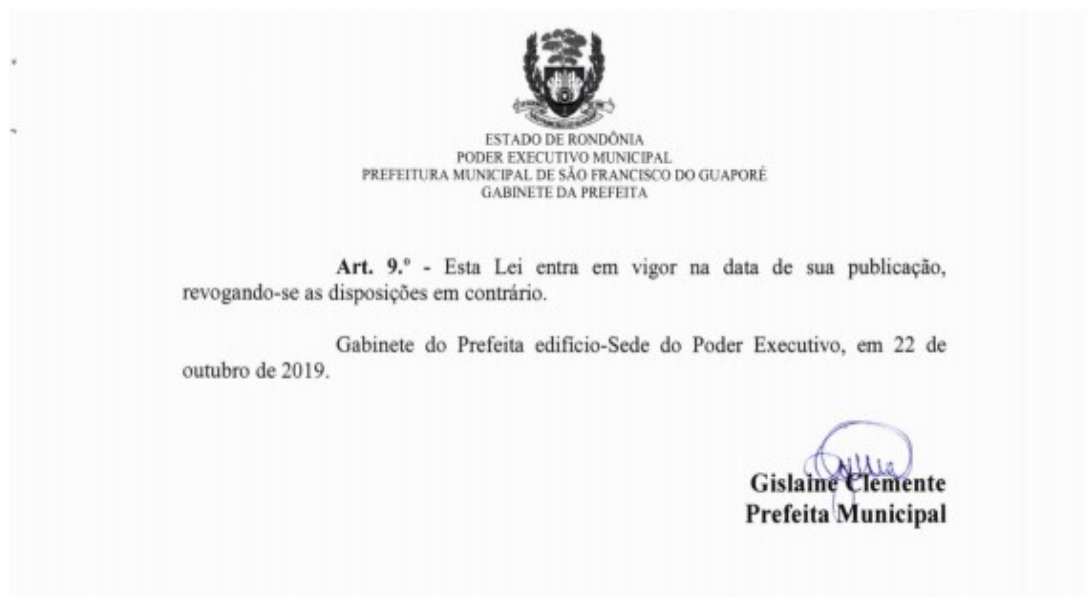 ESTADO DE RONDÔNIA
PODER EXECUTIVO MUNICIPAL
PREFEITURA MUNICIPAL DE SÃO FRANCISCO DO GUAPORÉ
GABINETE DA PREFEITA
Art. 9.º - Esta Lei entra em vigor na data de sua publicação,
revogando-se as disposições em contrário.
Gabinete do Prefeita edifício-Sede do Poder Executivo, em 22 de
outubro de 2019.
Gislaine Clemente
Prefeita Municipal